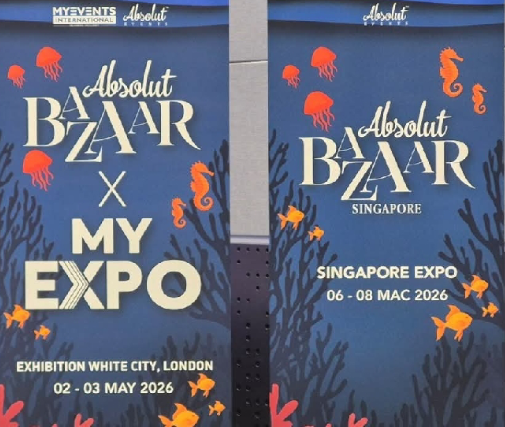 MYEVENTS
INTERNATIONAL
Absolut
EVENTS
Absolut
BAZAAR
X
MY
EXPO
EXHIBITION WHITE CITY, LONDON
02 - 03 MAY 2026
Absolut
EVENTS
Absolut
BAZAAR
SINGAPORE
SINGAPORE EXPO
06 - 08 MAC 2026